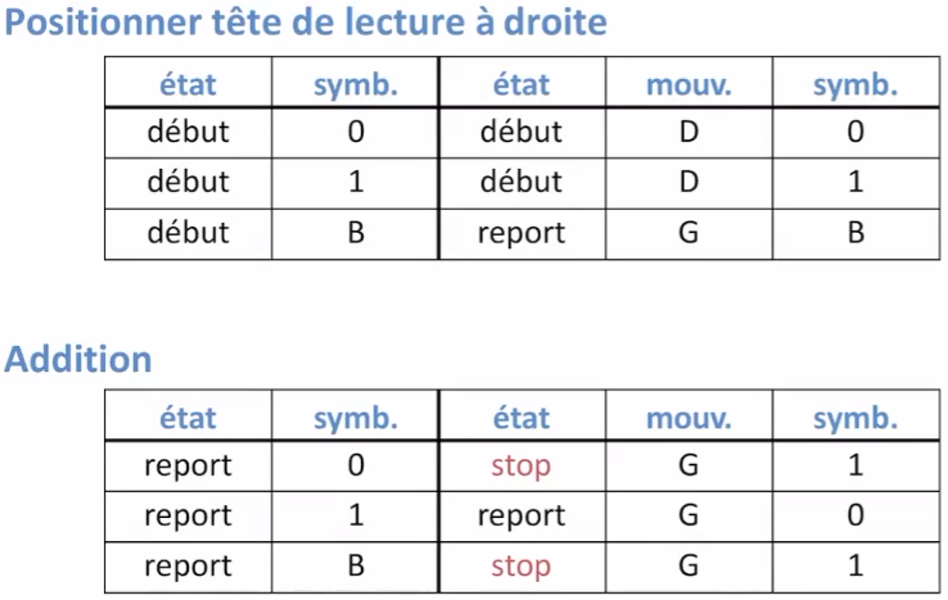 Positionner tête de lecture à droite
état symb. état mouv. symb.
début 0 début D 0
début 1 début D 1
début B report G B
Addition
état symb. état mouv. symb.
report 0 stop G 1
report 1 report G 0
report B stop G 1